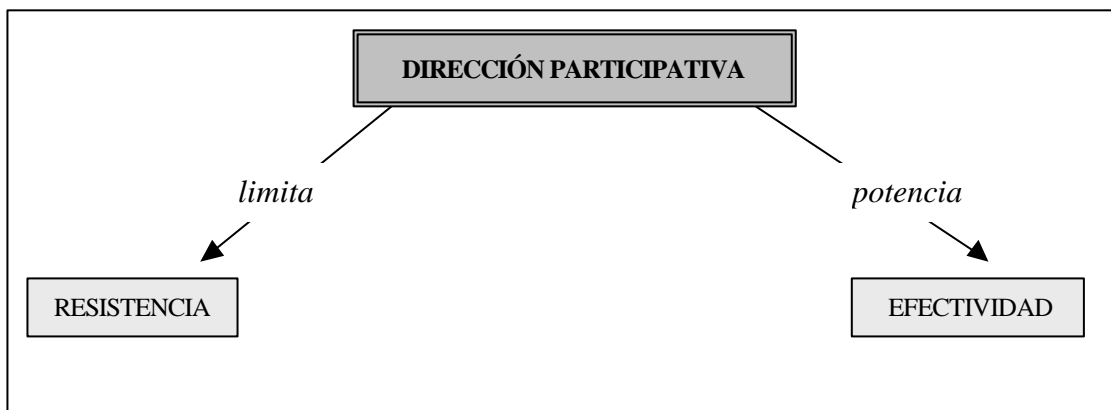 DIRECCIÓN PARTICIPATIVA
limita
potencia
RESISTENCIA
EFECTIVIDAD